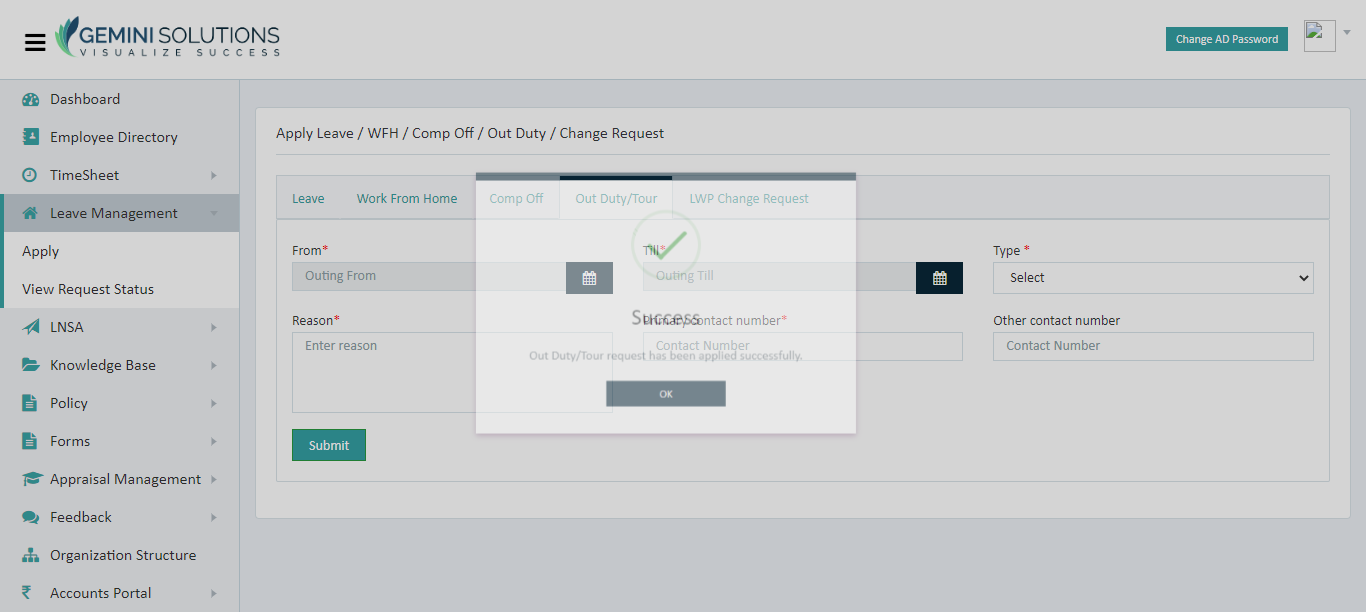 GEMINI SOLUTIONS
VISUALIZE SUCCESS
Change AD Password
Dashboard
Employee Directory
TimeSheet
Leave Management
Apply
View Request Status
LNSA
Knowledge Base
Policy
Forms
Appraisal Management
Feedback
Organization Structure
Accounts Portal
Apply Leave / WFH / Comp Off / Out Duty / Change Request
Leave Work From Home Comp Off Out Duty/Tour LWP Change Request
From* Till* Type *
Outing From Outing Till Select
Reason* Primary contact number* Other contact number
Enter reason Contact Number Contact Number
Submit
Success
Out Duty/Tour request has been applied successfully.
OK